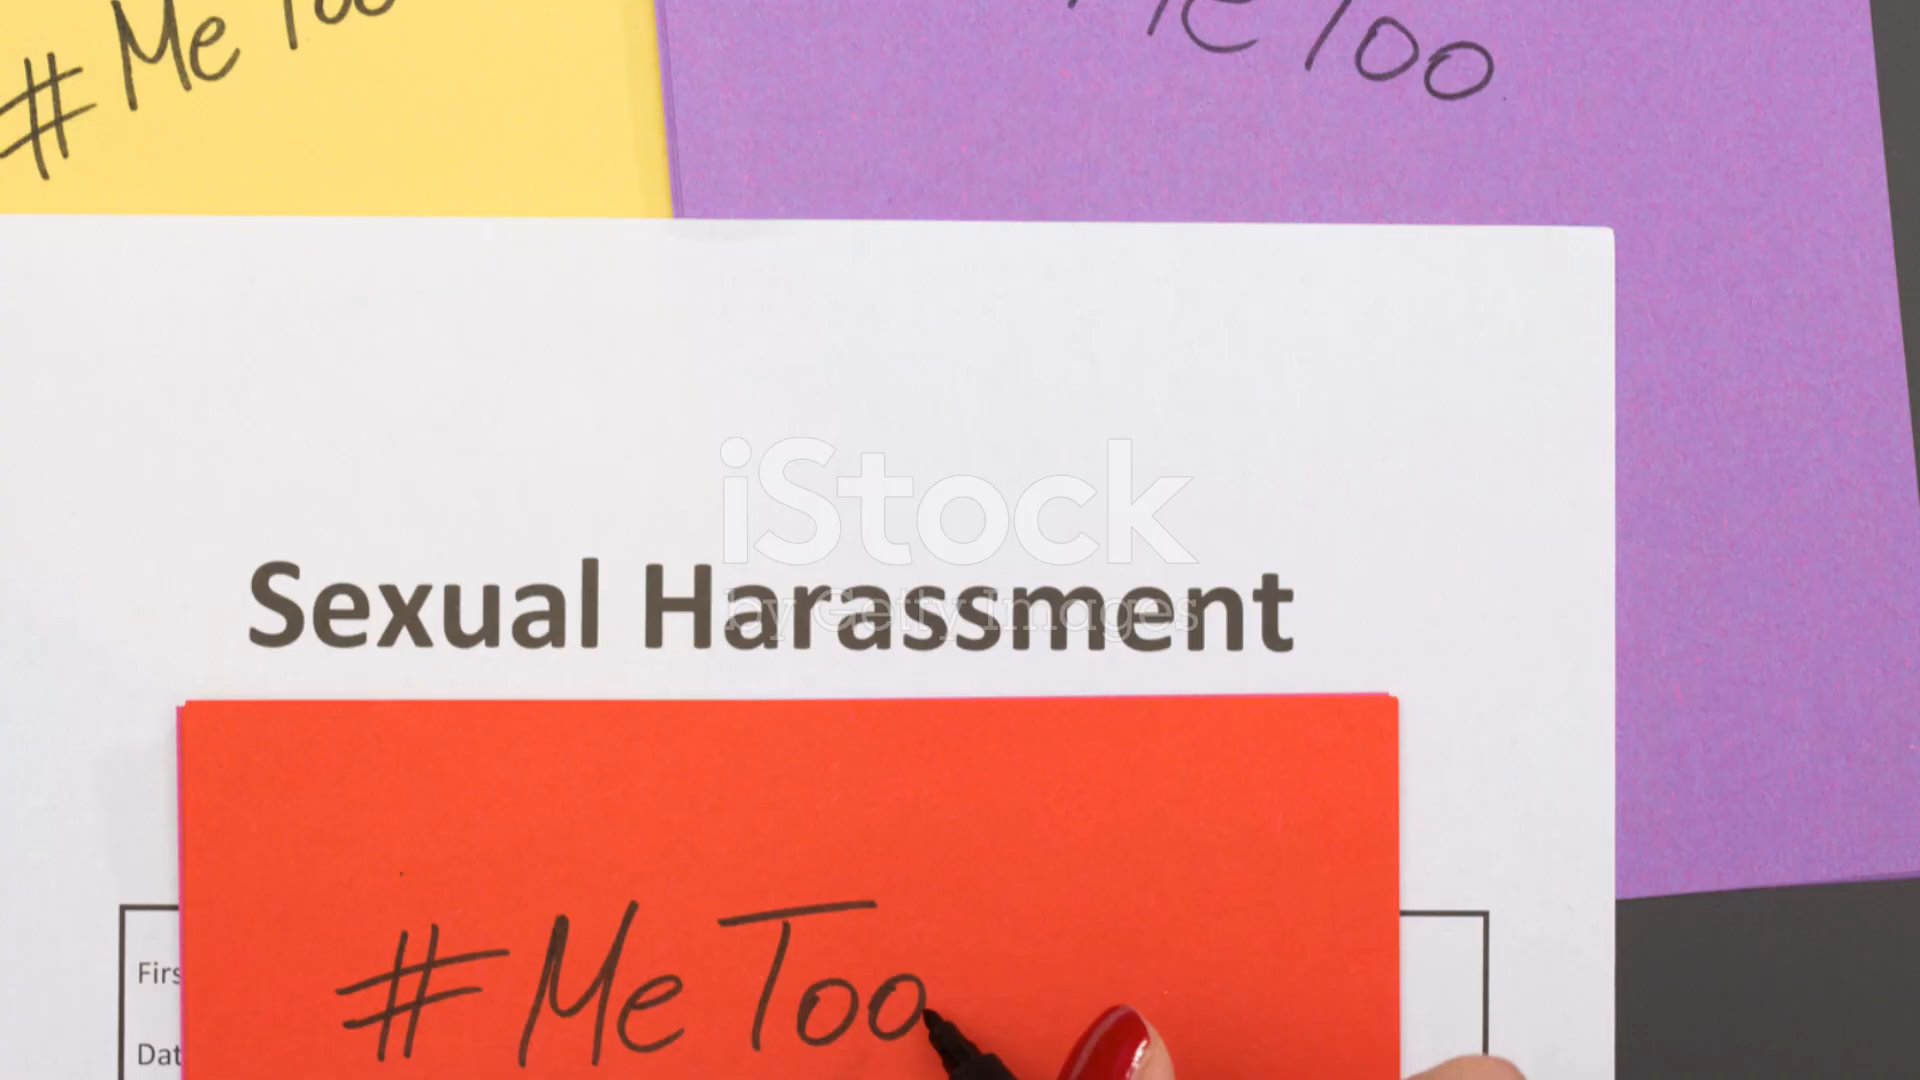 #Me Too
Me Too
iStock
by Getty Images
Sexual Harassment
#Me Too